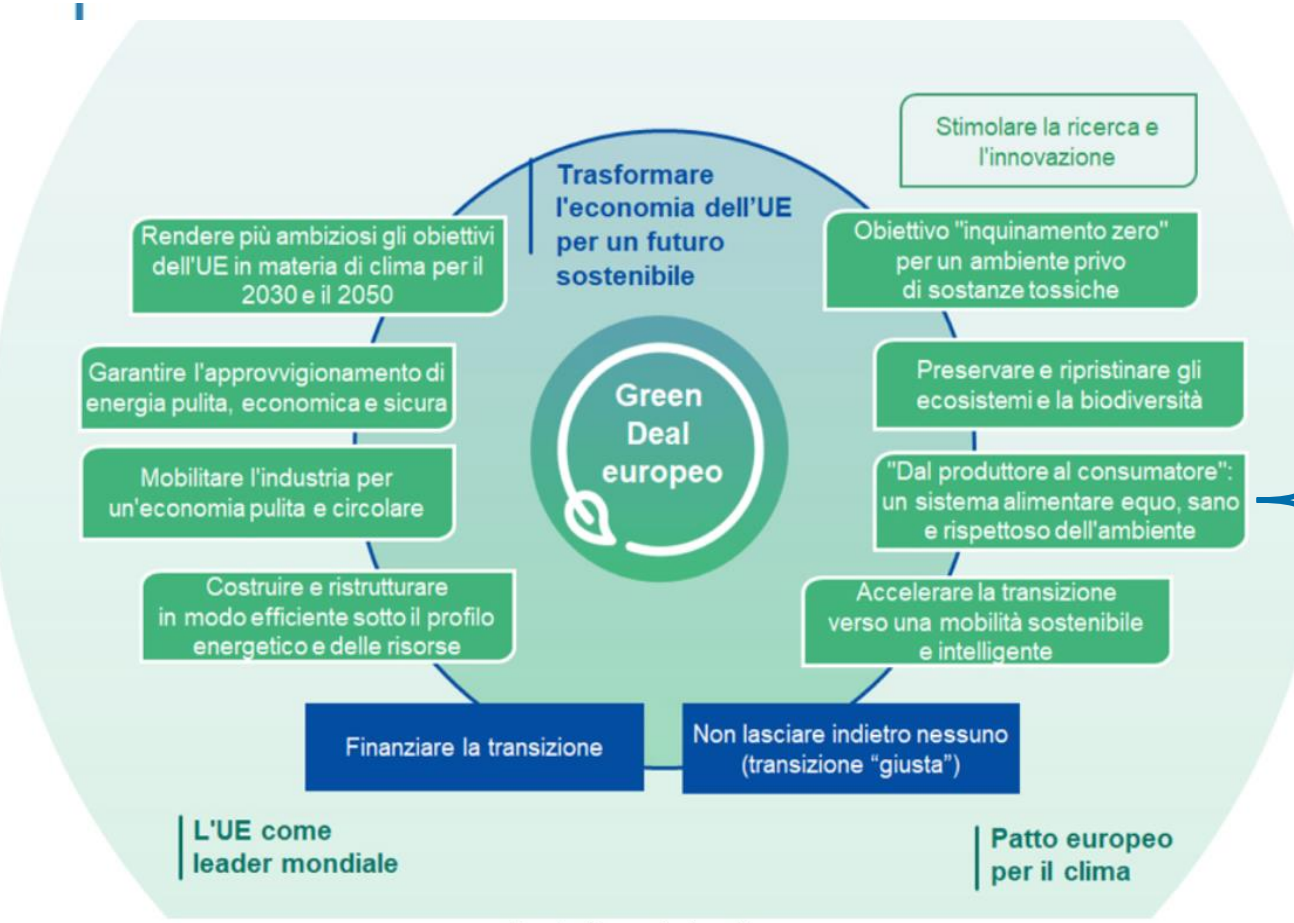 Stimolare la ricerca e
l'innovazione
Trasformare
l'economia dell'UE
per un futuro
sostenibile
Rendere più ambiziosi gli obiettivi
dell'UE in materia di clima per il
2030 e il 2050
Obiettivo "inquinamento zero"
per un ambiente privo
di sostanze tossiche
Garantire l'approvvigionamento di
energia pulita, economica e sicura
Green
Deal
europeo
Preservare e ripristinare gli
ecosistemi e la biodiversità
Mobilitare l'industria per
un'economia pulita e circolare
"Dal produttore al consumatore":
un sistema alimentare equo, sano
e rispettoso dell'ambiente
Costruire e ristrutturare
in modo efficiente sotto il profilo
energetico e delle risorse
Accelerare la transizione
verso una mobilità sostenibile
e intelligente
Finanziare la transizione
Non lasciare indietro nessuno
(transizione “giusta”)
L'UE come
leader mondiale
Patto europeo
per il clima